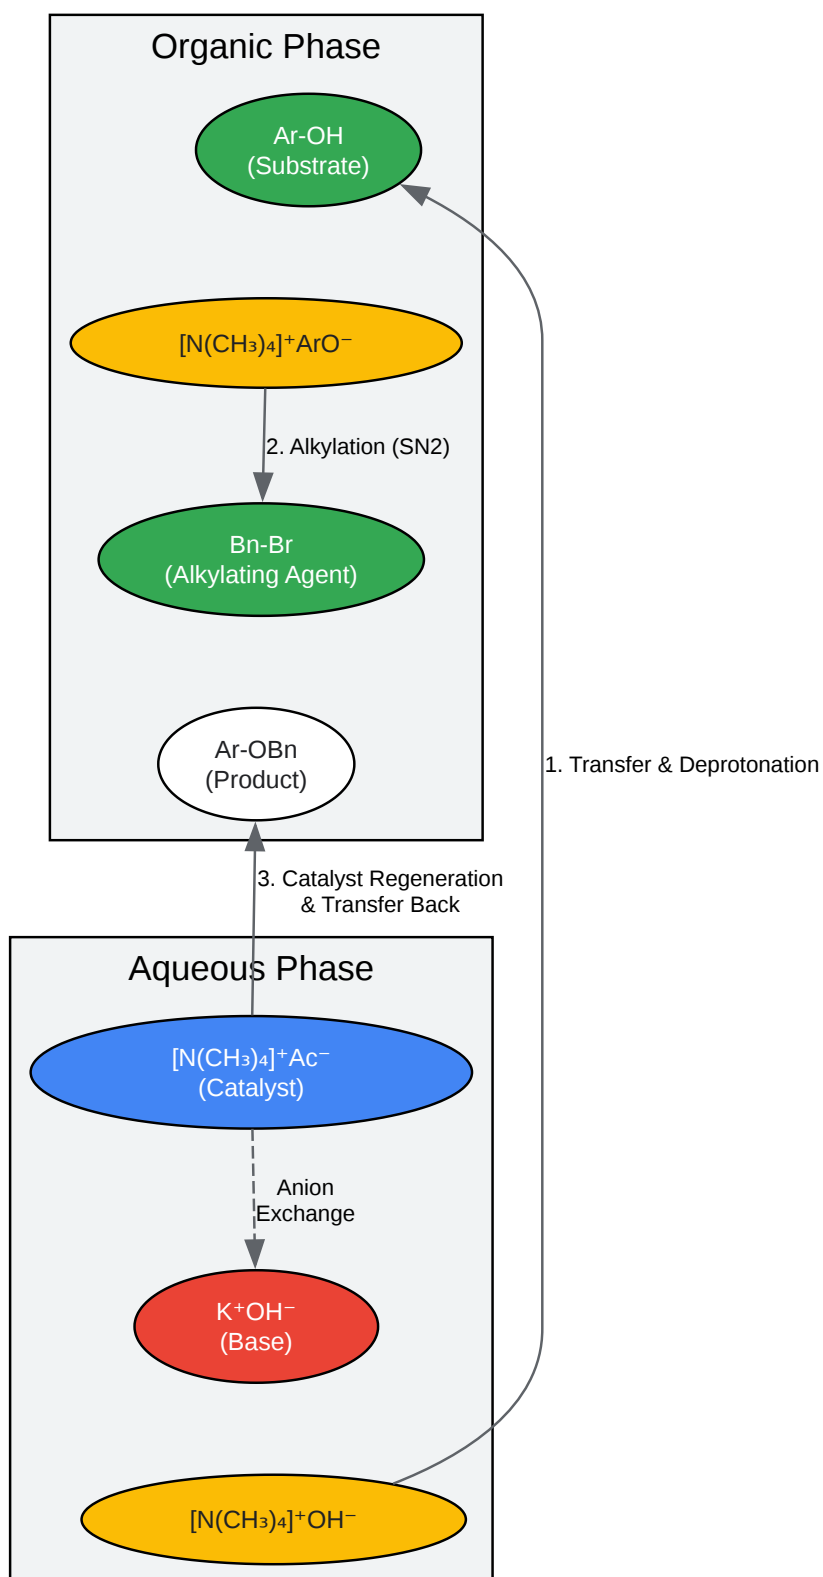 Organic Phase
Ar-OH
(Substrate)
[N(CH₃)₄]⁺ArO⁻
2. Alkylation (SN2)
Bn-Br
(Alkylating Agent)
Ar-OBn
(Product)
1. Transfer & Deprotonation
3. Catalyst Regeneration
& Transfer Back
Aqueous Phase
[N(CH₃)₄]⁺Ac⁻
(Catalyst)
Anion
Exchange
K⁺OH⁻
(Base)
[N(CH₃)₄]⁺OH⁻